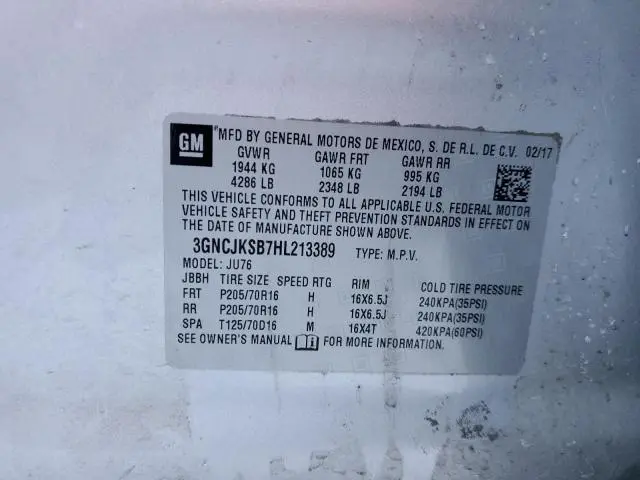 GM
MFD BY GENERAL MOTORS DE MEXICO, S. DE R.L. DE C.V. 02/17
GVWR GAWR FRT GAWR RR
1944 KG 1065 KG 995 KG
4286 LB 2348 LB 2194 LB
THIS VEHICLE CONFORMS TO ALL APPLICABLE U.S. FEDERAL MOTOR
VEHICLE SAFETY AND THEFT PREVENTION STANDARDS IN EFFECT ON
THE DATE OF MANUFACTURE SHOWN ABOVE.
3GNCJKSB7HL213389 TYPE: M.P.V.
MODEL: JU76
JBBH TIRE SIZE SPEED RTG RIM COLD TIRE PRESSURE
FRT P205/70R16 H 16X6.5J 240KPA(35PSI)
RR P205/70R16 H 16X6.5J 240KPA(35PSI)
SPA T125/70D16 M 16X4T 420KPA(60PSI)
SEE OWNER'S MANUAL FOR MORE INFORMATION.